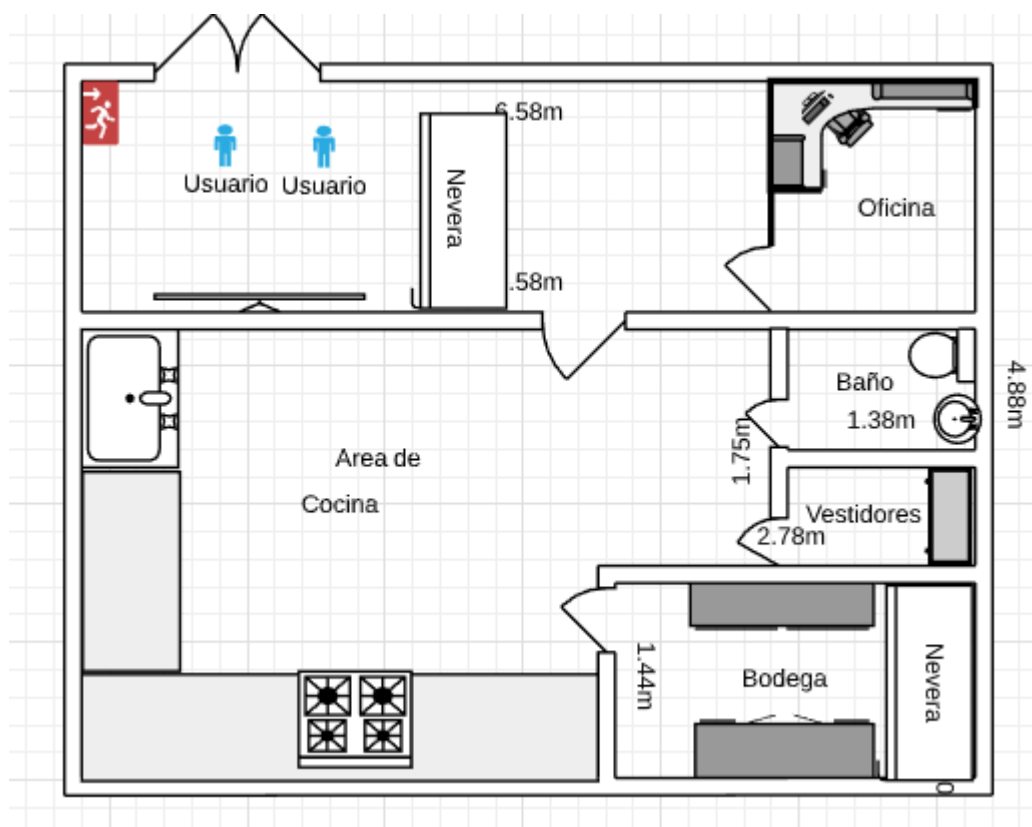 6.58m
Usuario
Usuario
Nevera
Oficina
.58m
4.88m
Baño
1.38m
1.75m
Area de
Cocina
Vestidores
2.78m
1.44m
Bodega
Nevera
0